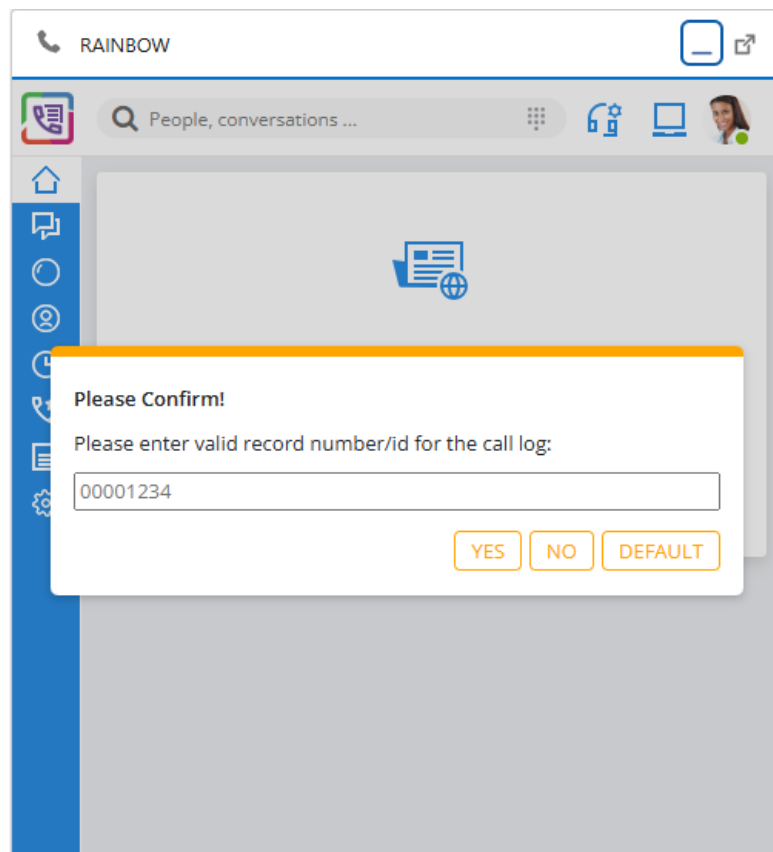 RAINBOW
People, conversations ...
Please Confirm!
Please enter valid record number/id for the call log:
00001234
YES NO DEFAULT